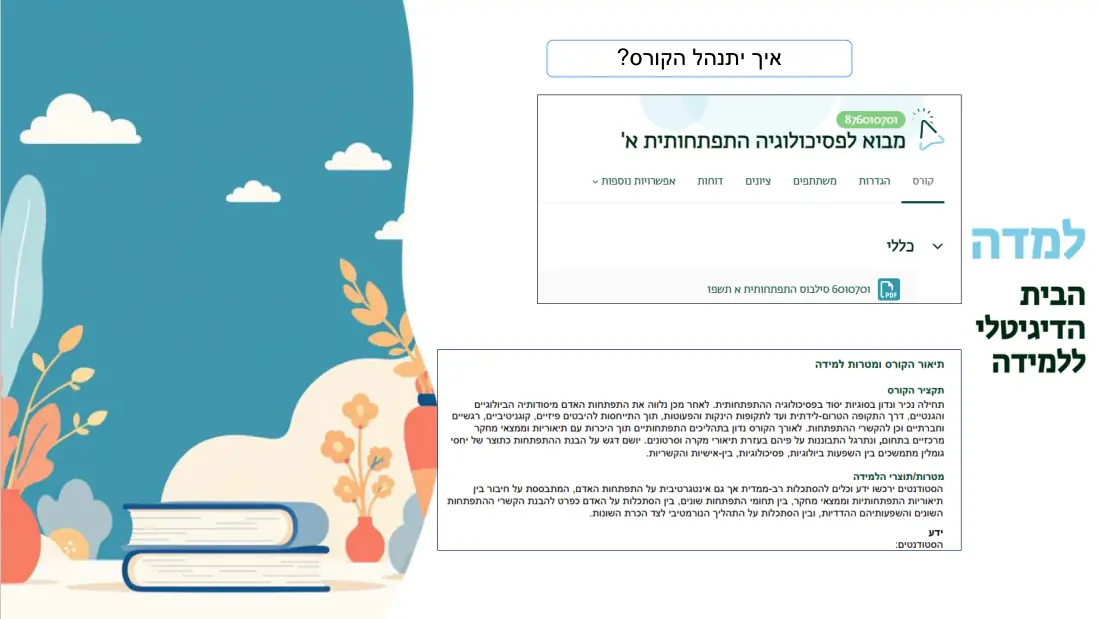 איך יתנהל הקורס?
876010701
מבוא לפסיכולוגיה התפתחותית א'
קורס הגדרות משתתפים ציונים דוחות אפשרויות נוספות
כללי
PDF 6010701 סילבוס התפתחותית א תשפו
למדה
הבית
הדיגיטלי
ללמידה
תיאור הקורס ומטרות למידה
תקציר הקורס
תחילה נכיר ונדון בסוגיות יסוד בפסיכולוגיה ההתפתחותית. לאחר מכן נלווה את התפתחות האדם מיסודותיה הביולוגיים
והגנטיים, דרך התקופה הטרום-לידתית ועד לתקופות הינקות והפעוטות, תוך התייחסות להיבטים פיזיים, קוגניטיביים, רגשיים
וחברתיים וכן להקשרי ההתפתחות. לאורך הקורס נדון בתהליכים התפתחותיים תוך היכרות עם תיאוריות וממצאי מחקר
מרכזיים בתחום, ונתרגל התבוננות על פיהם בעזרת תיאורי מקרה וסרטונים. יושם דגש על הבנת ההתפתחות כתוצר של יחסי
גומלין מתמשכים בין השפעות ביולוגיות, פסיכולוגיות, בין-אישיות והקשריות.
מטרות/תוצרי הלמידה
הסטודנטים ירכשו ידע וכלים להסתכלות רב-ממדית אך גם אינטגרטיבית על התפתחות האדם, המתבססת על חיבור בין
תיאוריות התפתחותיות וממצאי מחקר, בין תחומי התפתחות שונים, בין הסתכלות על האדם כפרט להבנת הקשרי ההתפתחות
השונים והשפעותיהם ההדדיות, ובין הסתכלות על התהליך הנורמטיבי לצד הכרת השונות.
ידע
הסטודנטים: